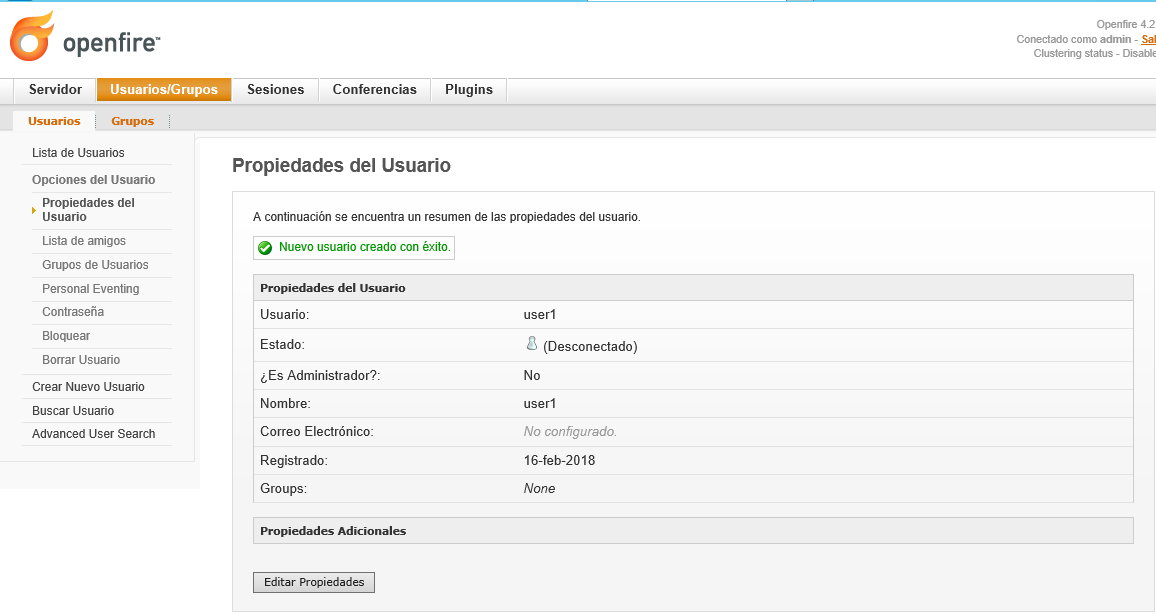 openfire™
Openfire 4.2
Conectado como admin - Sal
Clustering status - Disable
Servidor
Usuarios/Grupos
Sesiones
Conferencias
Plugins
Usuarios
Grupos
Lista de Usuarios
Opciones del Usuario
Propiedades del
Usuario
Lista de amigos
Grupos de Usuarios
Personal Eventing
Contraseña
Bloquear
Borrar Usuario
Crear Nuevo Usuario
Buscar Usuario
Advanced User Search
Propiedades del Usuario
A continuación se encuentra un resumen de las propiedades del usuario.
Nuevo usuario creado con éxito.
Propiedades del Usuario
Usuario: user1
Estado: (Desconectado)
¿Es Administrador?: No
Nombre: user1
Correo Electrónico: No configurado.
Registrado: 16-feb-2018
Groups: None
Propiedades Adicionales
Editar Propiedades